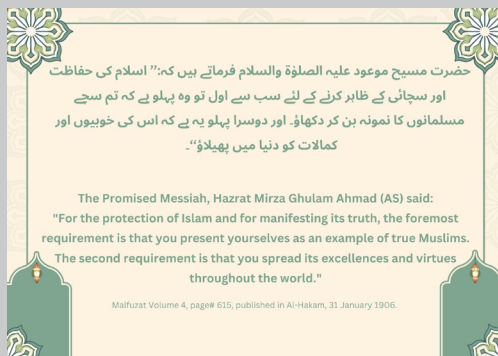 حضرت مسیح موعود علیہ الصلوٰۃ والسلام فرماتے ہیں کہ:’’ اسلام کی حفاظت
اور سچائی کے ظاہر کرنے کے لئے سب سے اول تو وہ پہلو ہے کہ تم سچے
مسلمانوں کا نمونہ بن کر دکھاؤ۔ اور دوسرا پہلو یہ ہے کہ اس کی خوبیوں اور
کمالات کو دنیا میں پھیلاؤ‘‘۔
The Promised Messiah, Hazrat Mirza Ghulam Ahmad (AS) said:
"For the protection of Islam and for manifesting its truth, the foremost
requirement is that you present yourselves as an example of true Muslims.
The second requirement is that you spread its excellences and virtues
throughout the world."
Malfuzat Volume 4, page# 615, published in Al-Hakam, 31 January 1906.